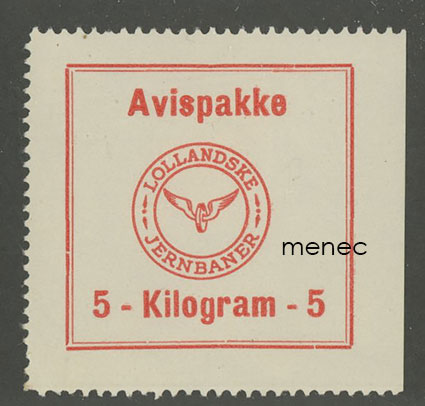 Avispakke
LOLLANDSKE
JERNBANER
menec
5 - Kilogram - 5